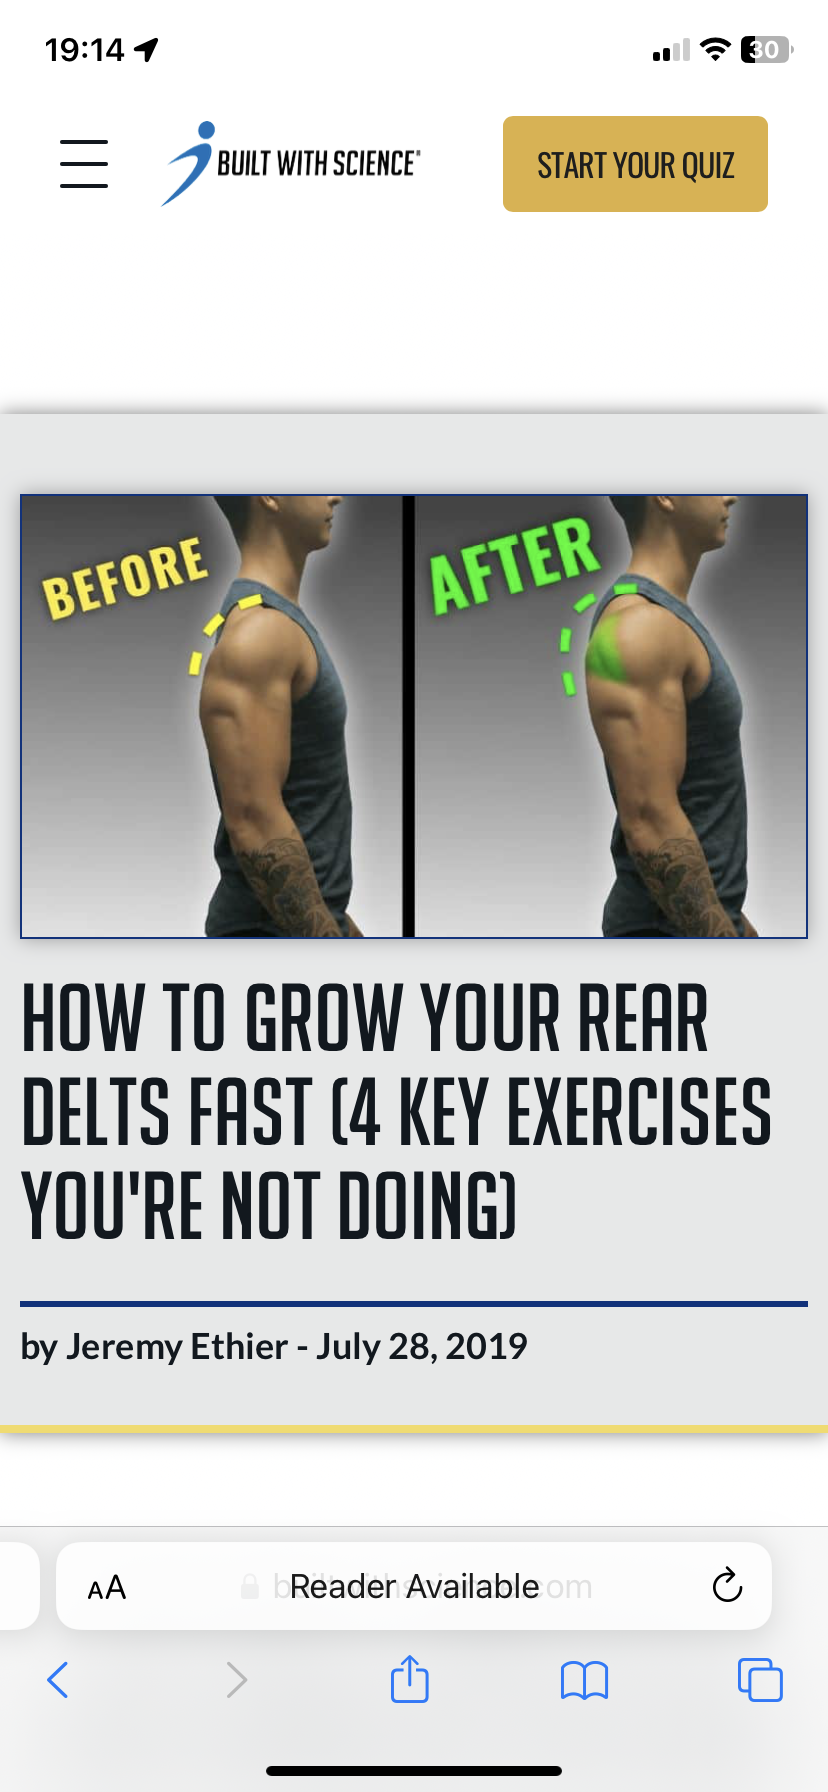 19:14
30
BUILT WITH SCIENCE
START YOUR QUIZ
BEFORE
AFTER
HOW TO GROW YOUR REAR
DELTS FAST (4 KEY EXERCISES
YOU'RE NOT DOING)
by Jeremy Ethier - July 28, 2019
AA
Reader Available